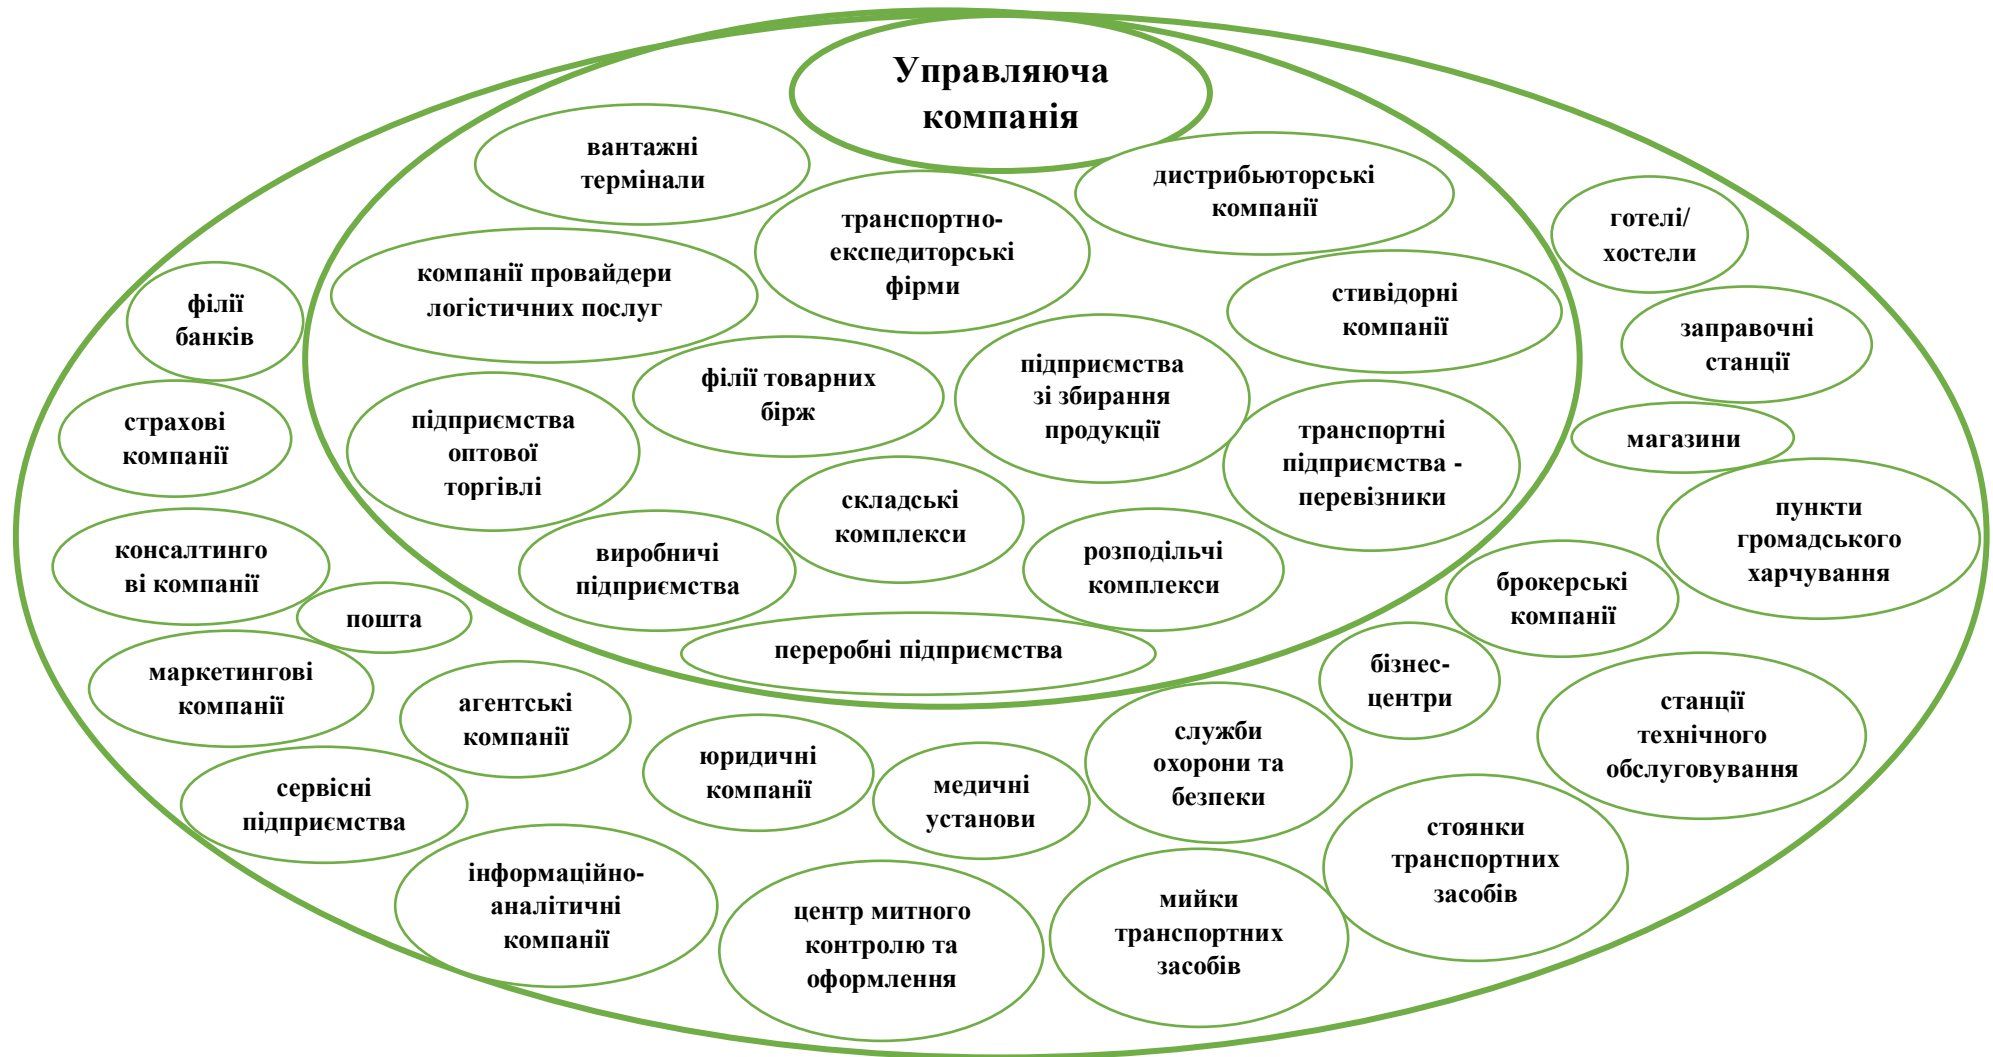 Управляюча
компанія
вантажні
термінали
дистрибьюторські
компанії
транспортно-
експедиторські
фірми
готелі/
хостели
компанії провайдери
логістичних послуг
стивідорні
компанії
філії
банків
заправочні
станції
філії товарних
бірж
підприємства
зі збирання
продукції
страхові
компанії
підприємства
оптової
торгівлі
транспортні
підприємства -
перевізники
магазини
складські
комплекси
пункти
громадського
харчування
консалтинго
ві компанії
виробничі
підприємства
розподільчі
комплекси
брокерські
компанії
пошта
переробні підприємства
бізнес-
центри
маркетингові
компанії
агентські
компанії
станції
технічного
обслуговування
служби
охорони та
безпеки
юридичні
компанії
медичні
установи
сервісні
підприємства
стоянки
транспортних
засобів
інформаційно-
аналітичні
компанії
центр митного
контролю та
оформлення
мийки
транспортних
засобів